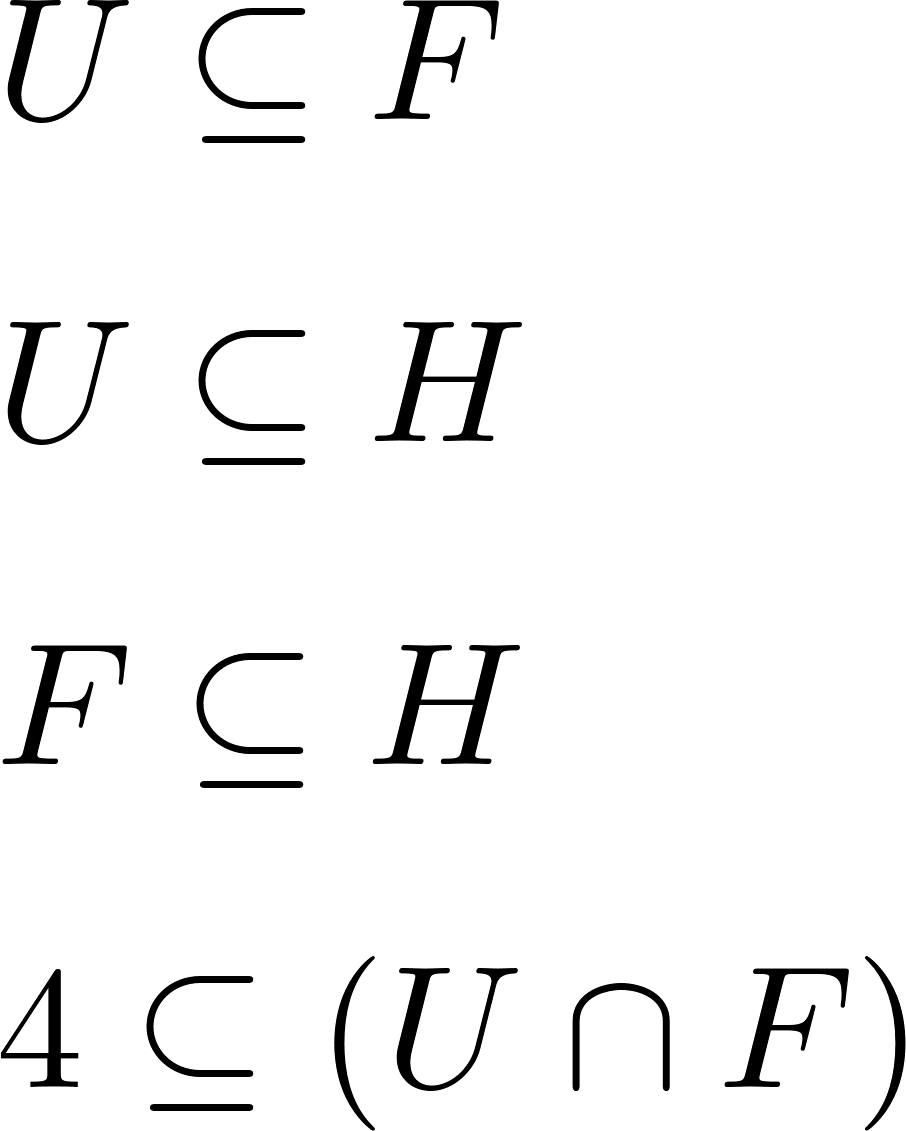 U ⊆ F
U ⊆ H
F ⊆ H
4 ⊆ (U ∩ F)